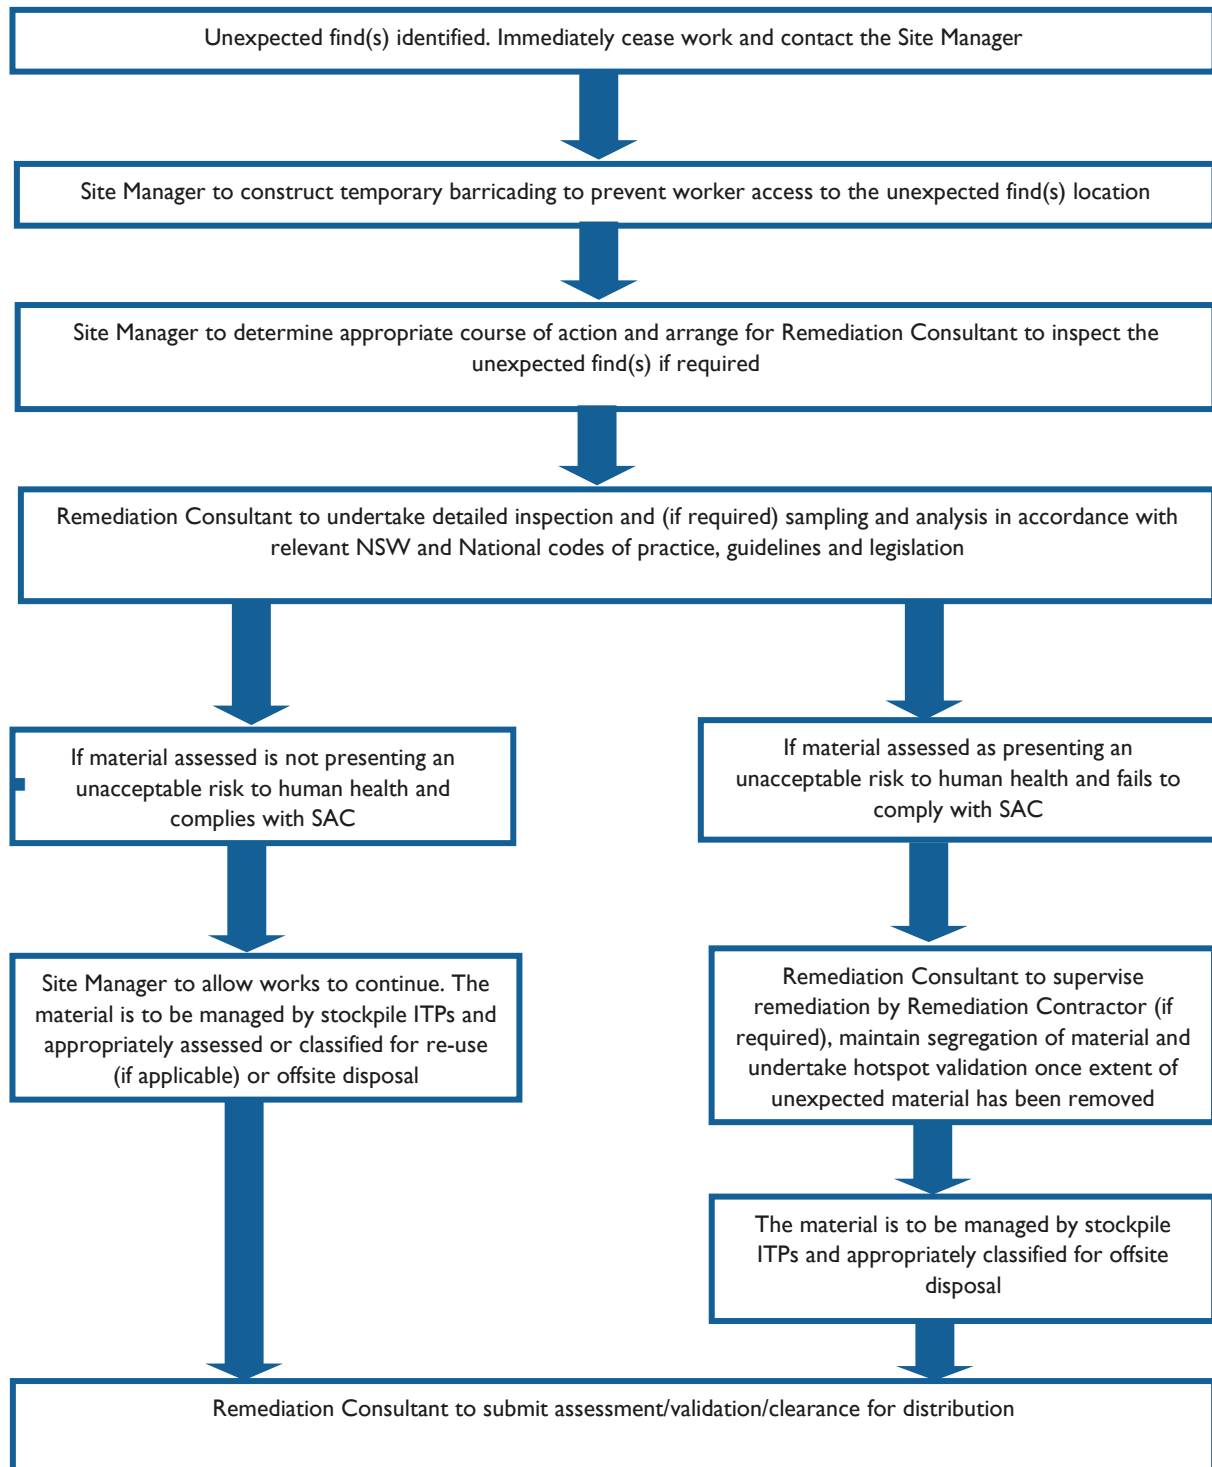 Unexpected find(s) identified. Immediately cease work and contact the Site Manager
Site Manager to construct temporary barricading to prevent worker access to the unexpected find(s) location
Site Manager to determine appropriate course of action and arrange for Remediation Consultant to inspect the
unexpected find(s) if required
Remediation Consultant to undertake detailed inspection and (if required) sampling and analysis in accordance with
relevant NSW and National codes of practice, guidelines and legislation
If material assessed is not presenting an
unacceptable risk to human health and
complies with SAC
If material assessed as presenting an
unacceptable risk to human health and fails to
comply with SAC
Site Manager to allow works to continue. The
material is to be managed by stockpile ITPs and
appropriately assessed or classified for re-use
(if applicable) or offsite disposal
Remediation Consultant to supervise
remediation by Remediation Contractor (if
required), maintain segregation of material and
undertake hotspot validation once extent of
unexpected material has been removed
The material is to be managed by stockpile
ITPs and appropriately classified for offsite
disposal
Remediation Consultant to submit assessment/validation/clearance for distribution